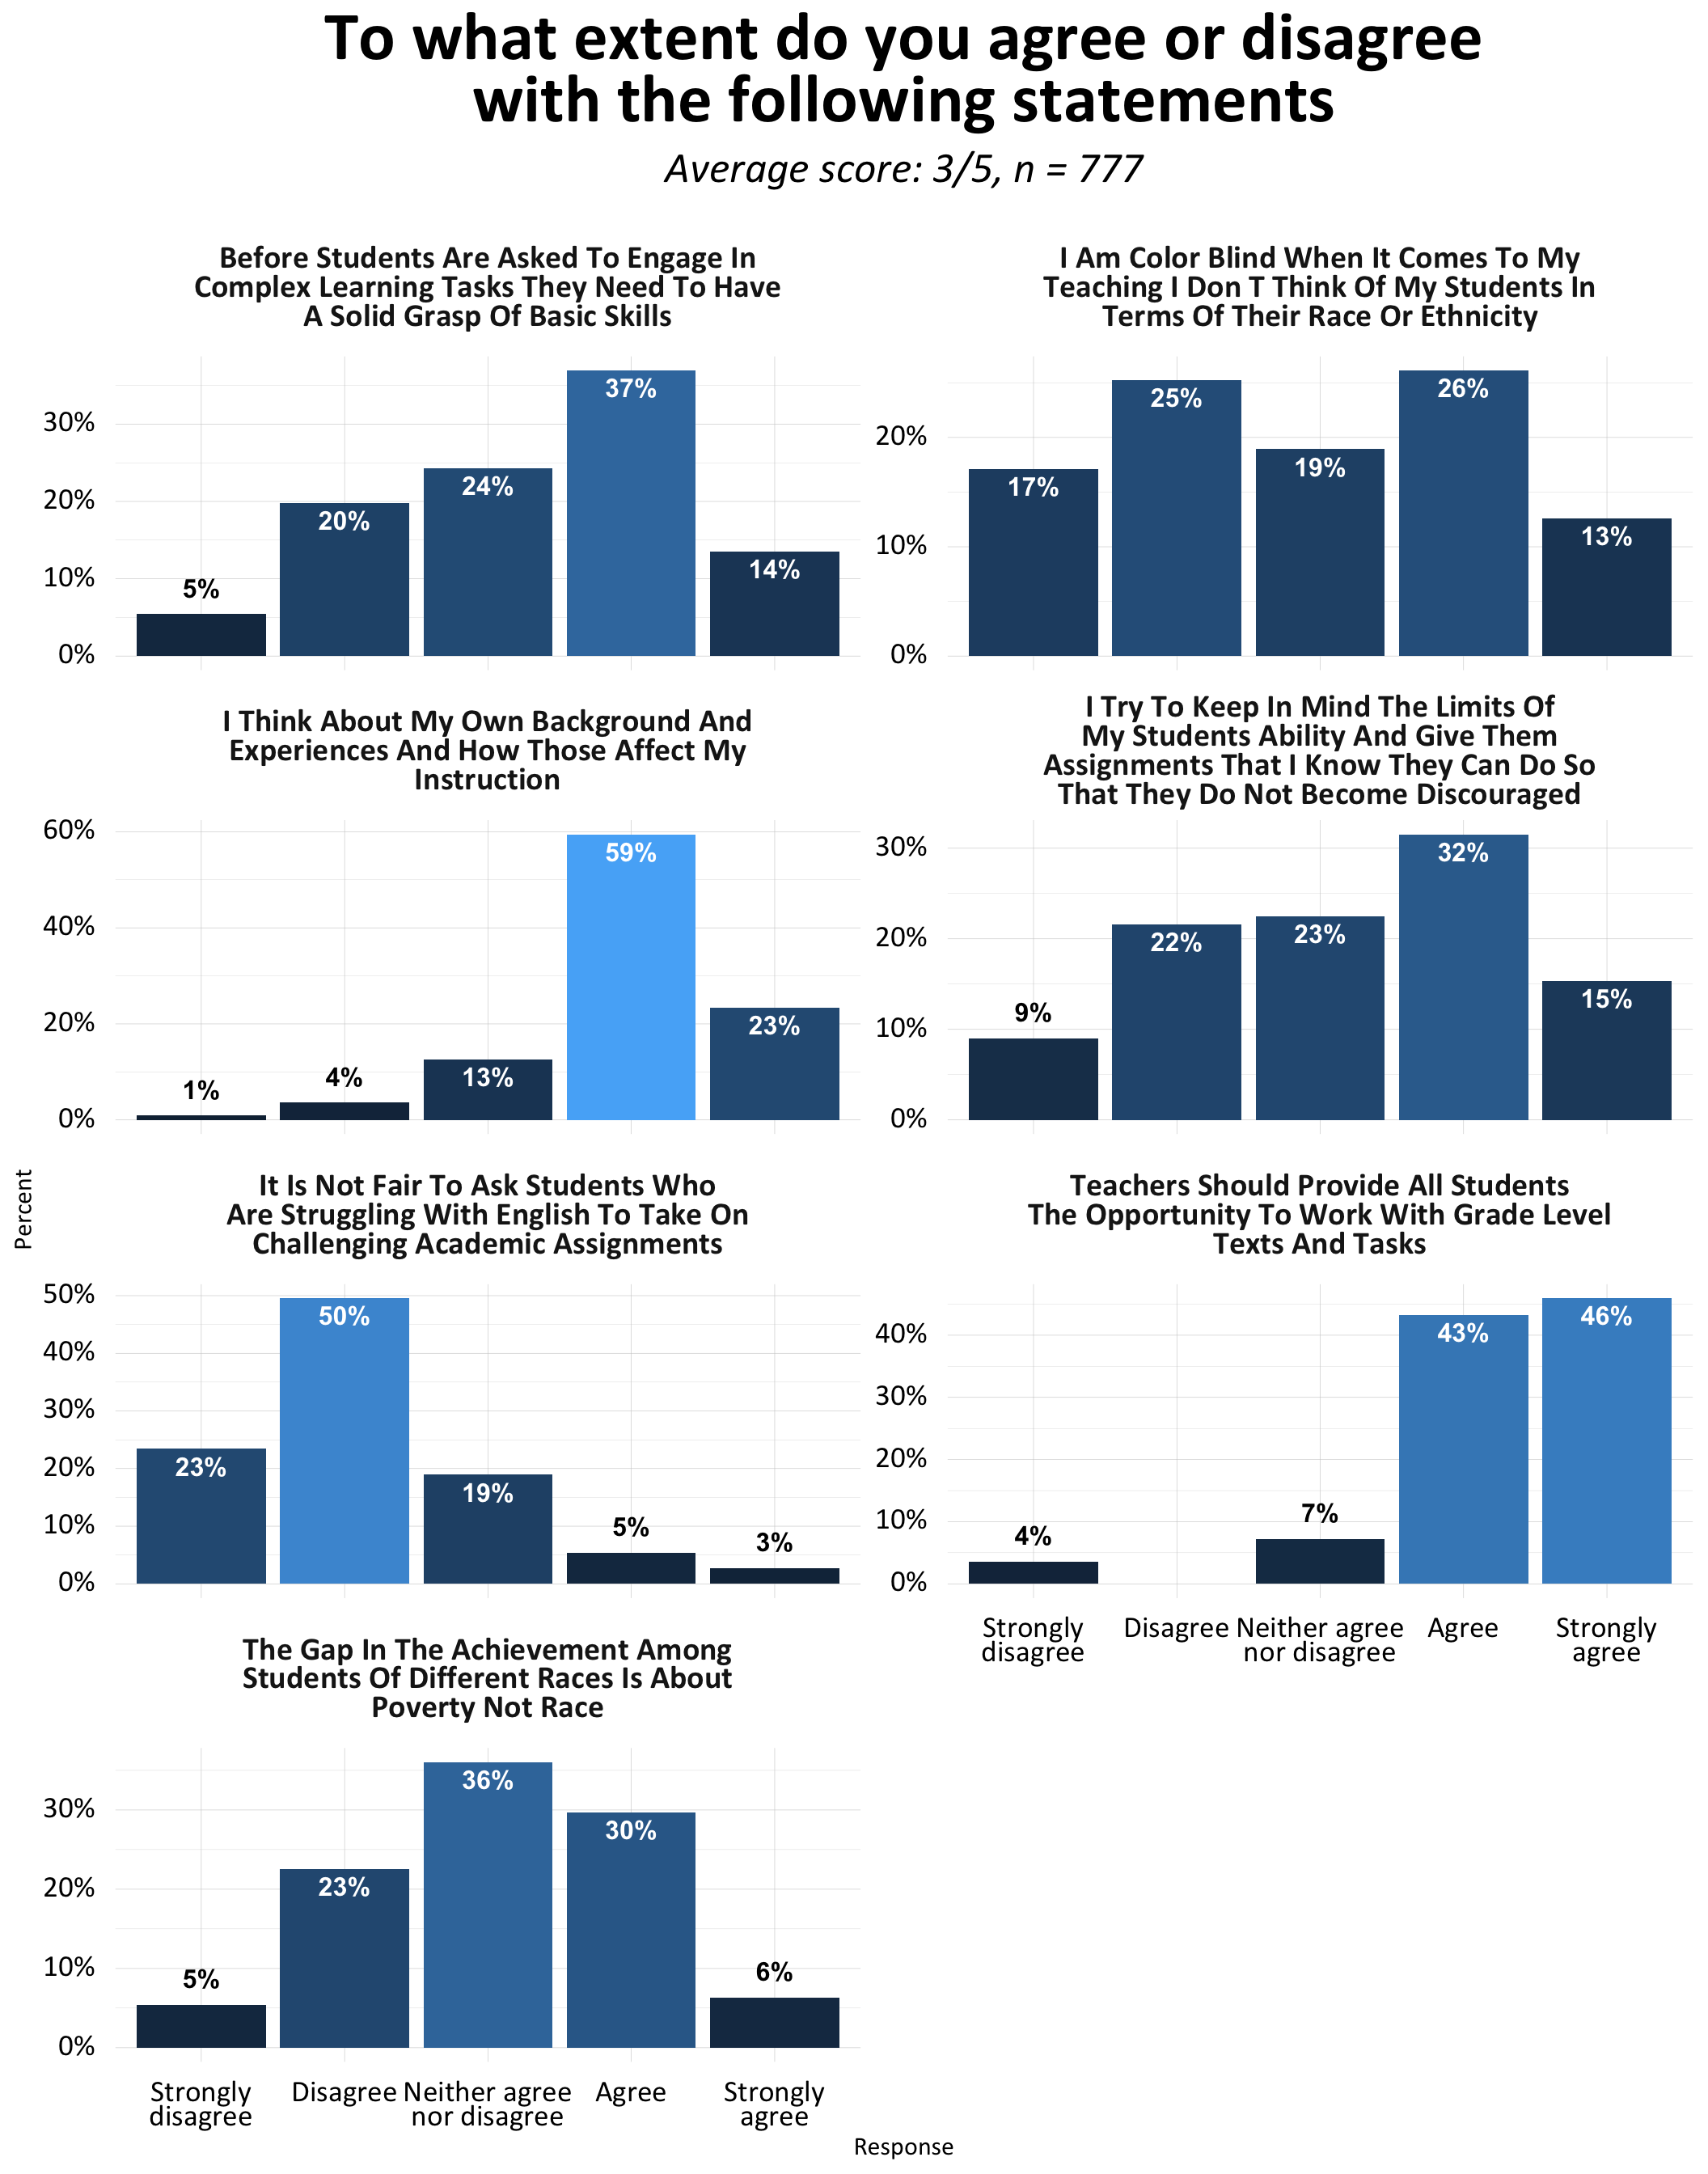 To what extent do you agree or disagree
with the following statements
Average score: 3/5, n = 777
Before Students Are Asked To Engage In
Complex Learning Tasks They Need To Have
A Solid Grasp Of Basic Skills
30%
20%
10%
0%
5%
20%
24%
37%
14%
I Am Color Blind When It Comes To My
Teaching I Don T Think Of My Students In
Terms Of Their Race Or Ethnicity
20%
10%
0%
17%
25%
19%
26%
13%
I Think About My Own Background And
Experiences And How Those Affect My
Instruction
60%
40%
20%
0%
1%
4%
13%
59%
23%
I Try To Keep In Mind The Limits Of
My Students Ability And Give Them
Assignments That I Know They Can Do So
That They Do Not Become Discouraged
30%
20%
10%
0%
9%
22%
23%
32%
15%
Percent
It Is Not Fair To Ask Students Who
Are Struggling With English To Take On
Challenging Academic Assignments
50%
40%
30%
20%
10%
0%
23%
50%
19%
5%
3%
Teachers Should Provide All Students
The Opportunity To Work With Grade Level
Texts And Tasks
40%
30%
20%
10%
0%
4%
7%
43%
46%
Strongly
disagree
Disagree
Neither agree
nor disagree
Agree
Strongly
agree
The Gap In The Achievement Among
Students Of Different Races Is About
Poverty Not Race
30%
20%
10%
0%
5%
23%
36%
30%
6%
Strongly
disagree
Disagree
Neither agree
nor disagree
Agree
Strongly
agree
Response